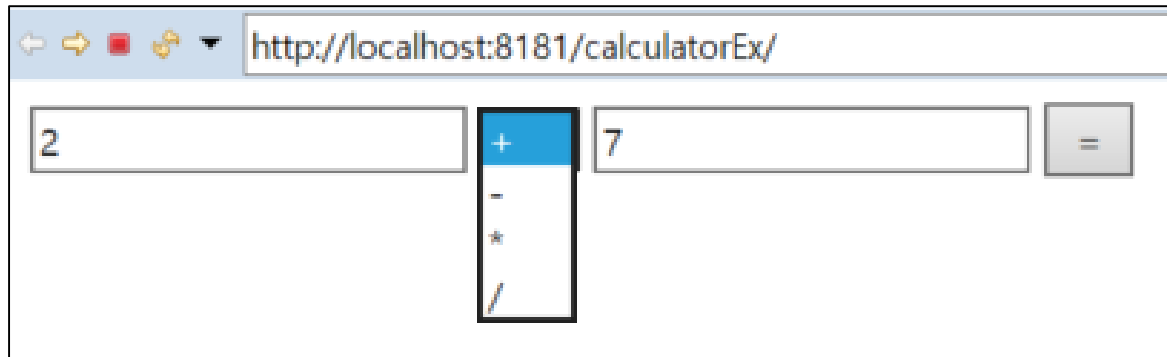 http://localhost:8181/calculatorEx/
2 + 7 =
-
*
/